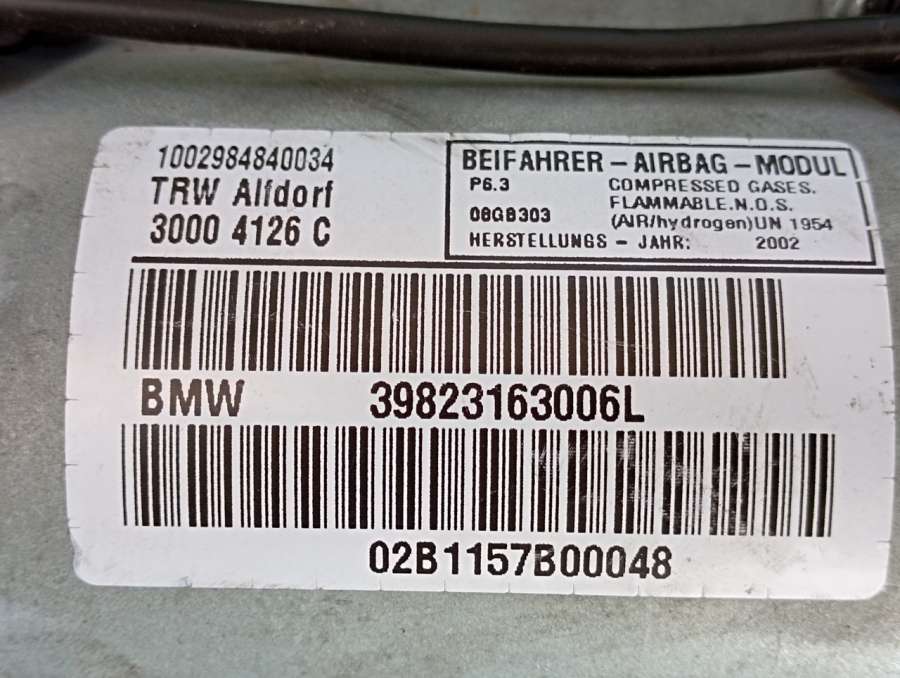 1002984840034
TRW Alfdorf
3000 4126 C
BEIFAHRER - AIRBAG - MODUL
P6.3 COMPRESSED GASES.
FLAMMABLE.N.O.S.
08GB303 (AIR/hydrogen)UN 1954
HERSTELLUNGS - JAHR: 2002
BMW 39823163006L
02B1157B00048